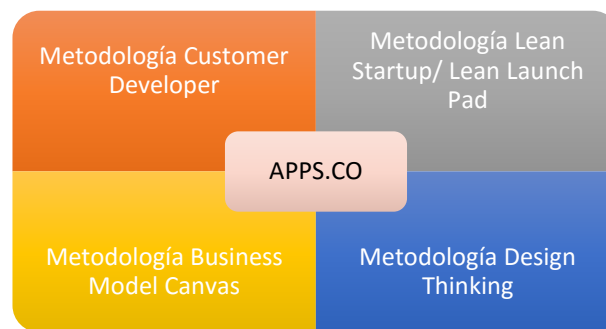 Metodología Customer
Developer
Metodología Lean
Startup/ Lean Launch
Pad
APPS.CO
Metodología Business
Model Canvas
Metodología Design
Thinking